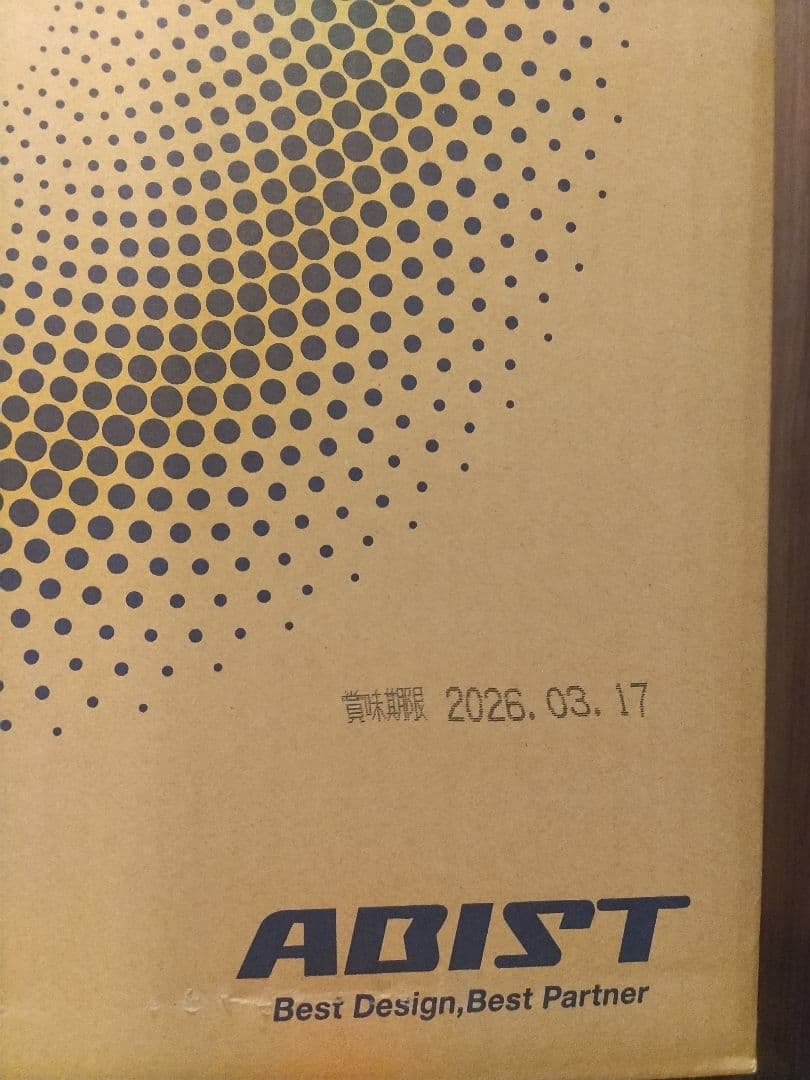 賞味期限 2026.03.17
ABIST
Best Design,Best Partner